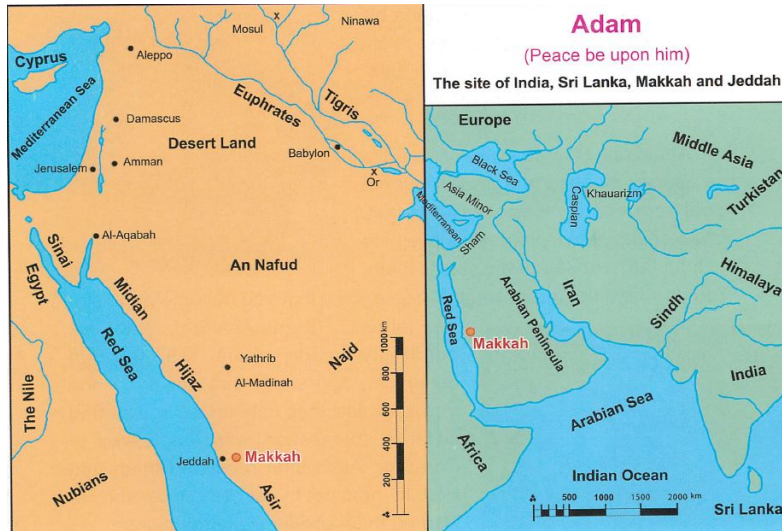 Adam
(Peace be upon him)
The site of India, Sri Lanka, Makkah and Jeddah
Mosul
x
Ninawa
Aleppo
Cyprus
Mediterranean Sea
Euphrates
Tigris
Damascus
Desert Land
Babylon
Jerusalem
Amman
x
Or
Al-Aqabah
Sinai
Egypt
An Nafud
Midian
Red Sea
Hijaz
Yathrib
Al-Madinah
Najd
The Nile
Jeddah
Makkah
Nubians
Asir
1000 km
800
600
400
200
Europe
Black Sea
Middle Asia
Asia Minor
Caspian
Khauarizm
Turkistan
Mediterranean
Sham
Himalaya
Iran
Sindh
Red Sea
Arabian Peninsula
Makkah
India
Arabian Sea
Africa
Indian Ocean
500
1000
1500
2000 km
Sri Lanka